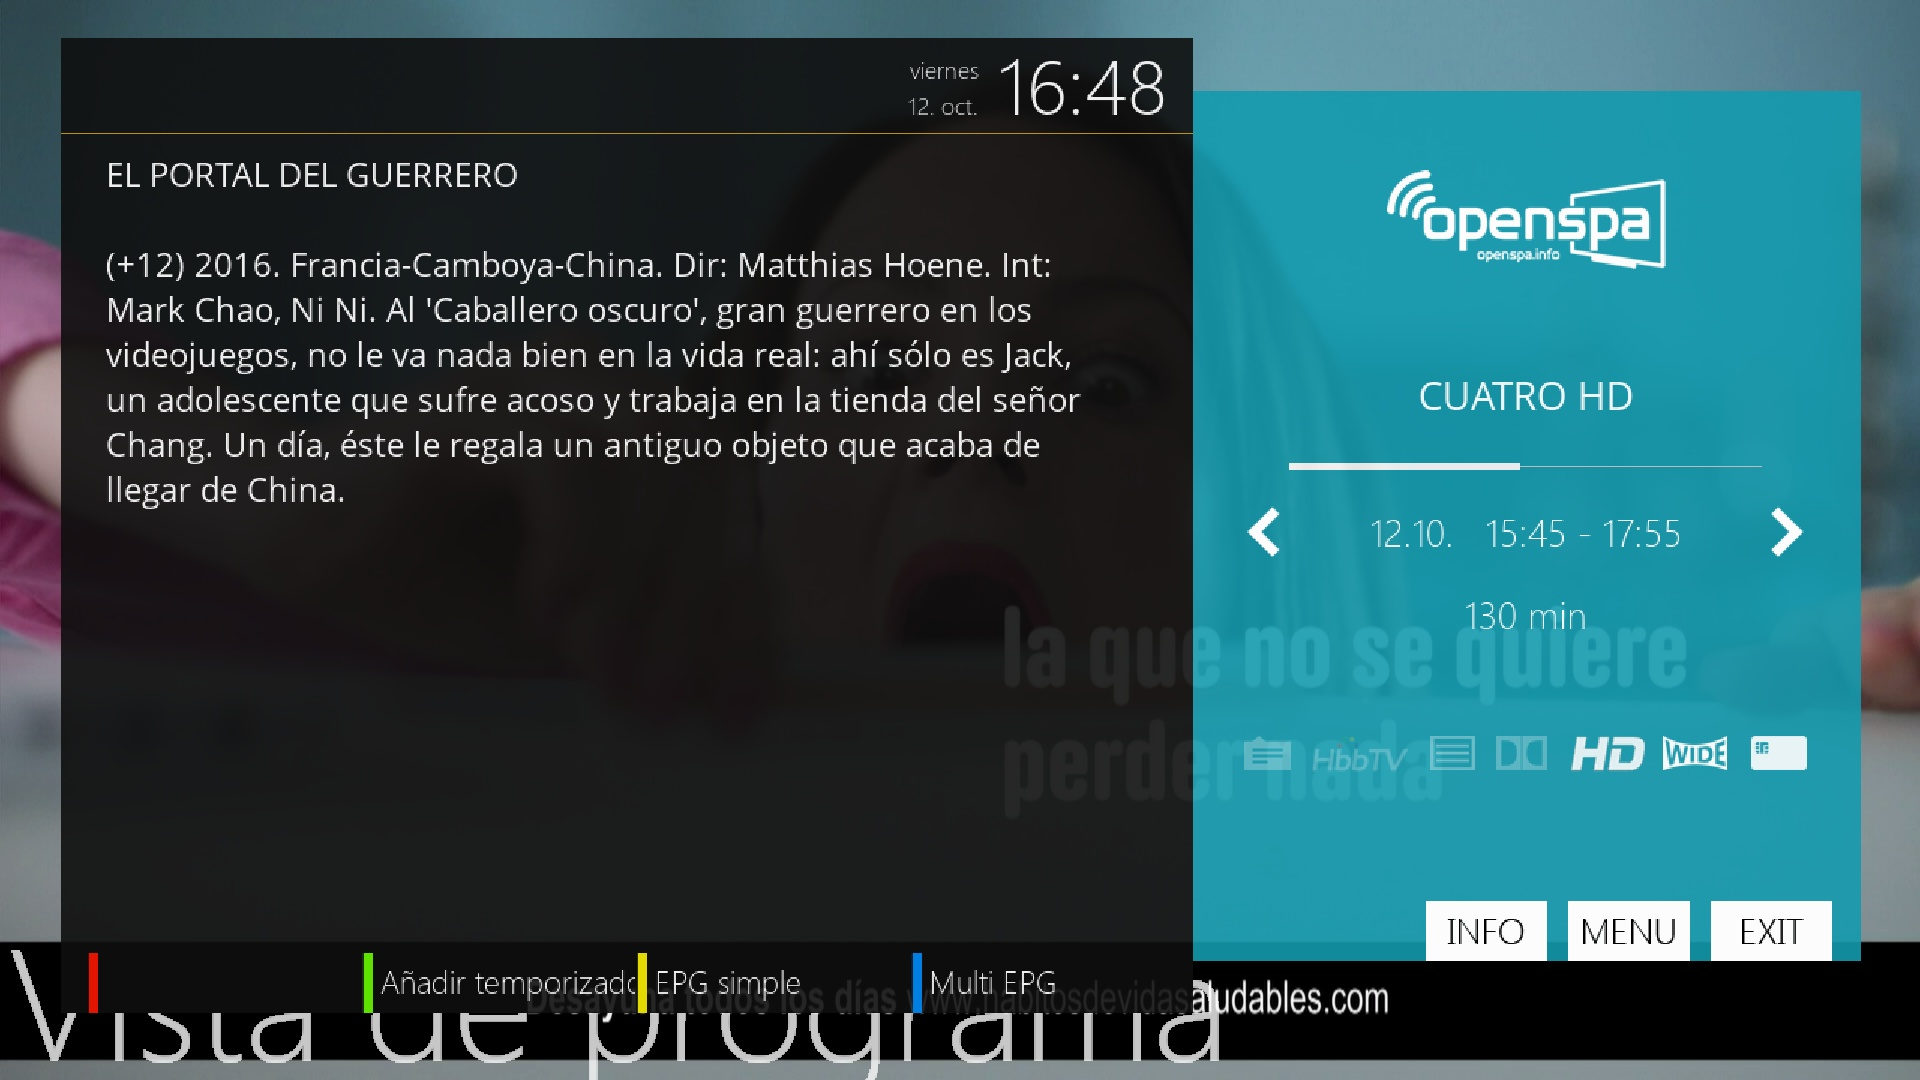 viernes
12. oct.
16:48
EL PORTAL DEL GUERRERO
(+12) 2016. Francia-Camboya-China. Dir: Matthias Hoene. Int:
Mark Chao, Ni Ni. Al 'Caballero oscuro', gran guerrero en los
videojuegos, no le va nada bien en la vida real: ahí sólo es Jack,
un adolescente que sufre acoso y trabaja en la tienda del señor
Chang. Un día, éste le regala un antiguo objeto que acaba de
llegar de China.
openspa
openspa.info
CUATRO HD
12.10. 15:45 - 17:55
130 min
la que no se quiere
perder nada
HbbTV HD WIDE
INFO MENU EXIT
Añadir temporizado EPG simple Multi EPG
Desayuna todos los días www.habitosdevidasaludables.com
Vista de programa